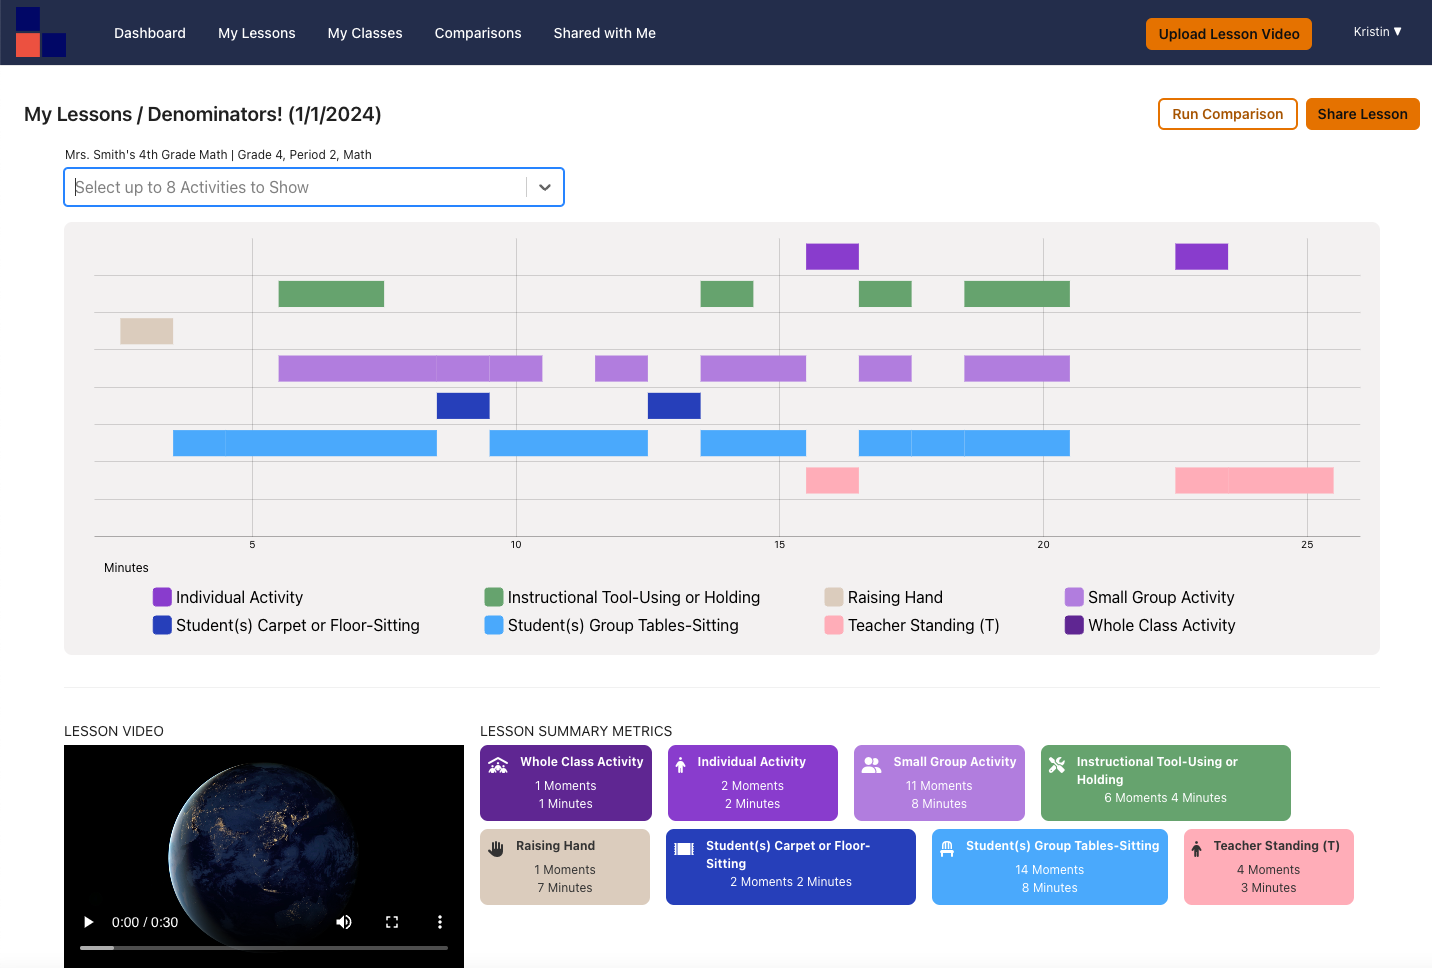 Dashboard My Lessons My Classes Comparisons Shared with Me Upload Lesson Video Kristin ▼
My Lessons / Denominators! (1/1/2024) Run Comparison Share Lesson
Mrs. Smith's 4th Grade Math | Grade 4, Period 2, Math
Select up to 8 Activities to Show
5 10 15 20 25
Minutes
Individual Activity Instructional Tool-Using or Holding Raising Hand Small Group Activity
Student(s) Carpet or Floor-Sitting Student(s) Group Tables-Sitting Teacher Standing (T) Whole Class Activity
LESSON VIDEO
0:00 / 0:30
LESSON SUMMARY METRICS
Whole Class Activity
1 Moments
1 Minutes
Individual Activity
2 Moments
2 Minutes
Small Group Activity
11 Moments
8 Minutes
Instructional Tool-Using or
Holding
6 Moments 4 Minutes
Raising Hand
1 Moments
7 Minutes
Student(s) Carpet or Floor-
Sitting
2 Moments 2 Minutes
Student(s) Group Tables-Sitting
14 Moments
8 Minutes
Teacher Standing (T)
4 Moments
3 Minutes